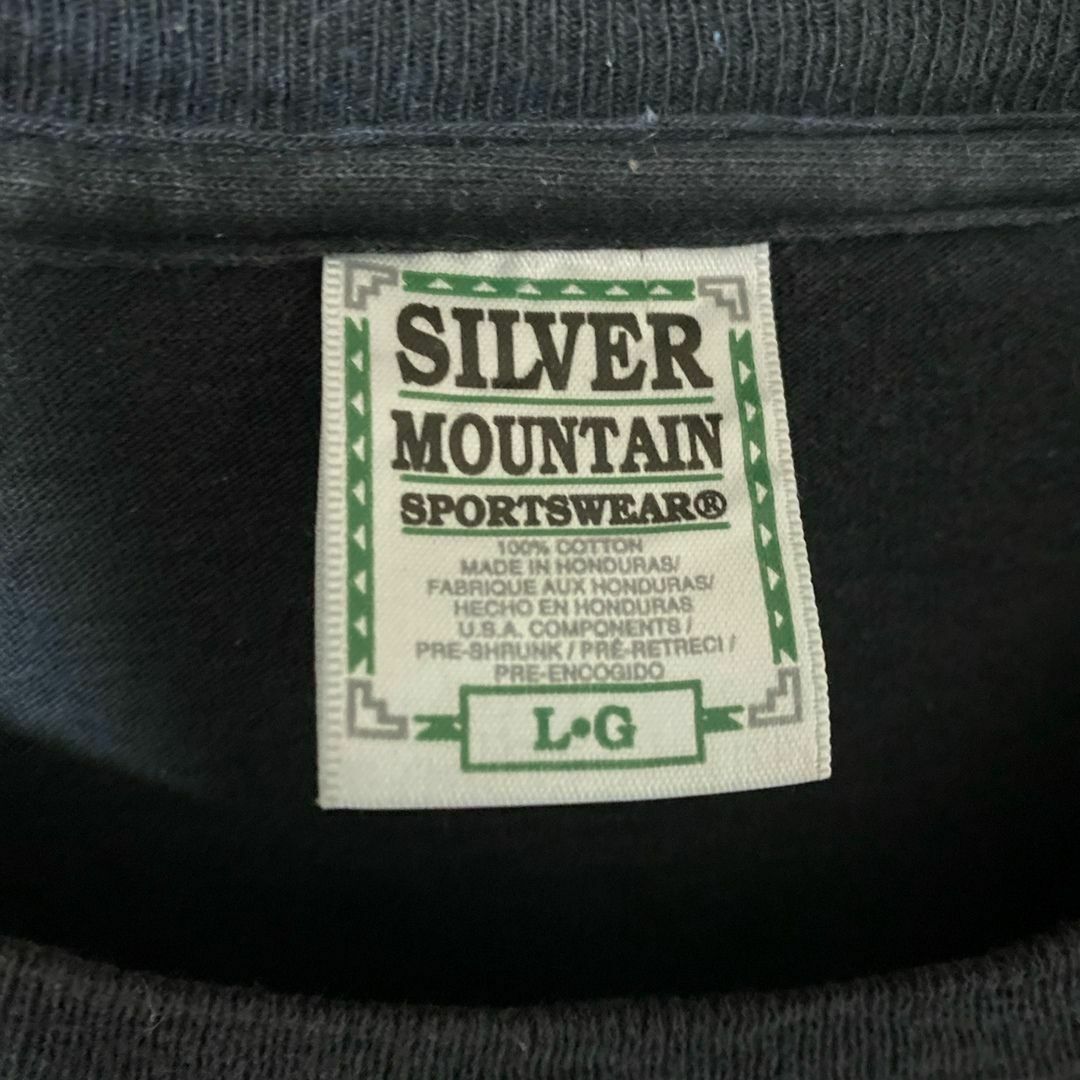 SILVER
MOUNTAIN
SPORTSWEAR®
100% COTTON
MADE IN HONDURAS/
FABRIQUE AUX HONDURAS/
HECHO EN HONDURAS
U.S.A. COMPONENTS /
PRE-SHRUNK / PRÉ-RETRECI /
PRE-ENCOGIDO
L•G